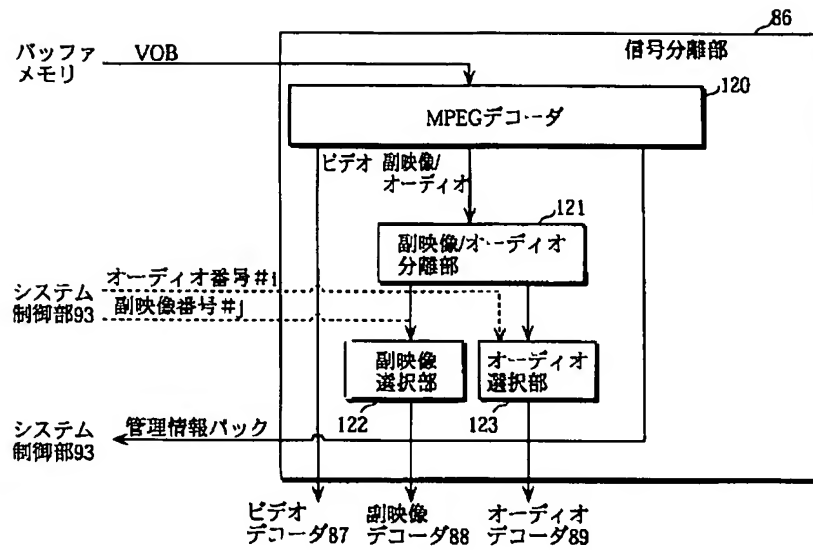 86
信号分離部
バッファ
メモリ
VOB
120
MPEGデコーダ
ビデオ
副映像/
オーディオ
121
副映像/オーディオ
分離部
オーディオ番号#i
システム
制御部93
副映像番号#j
副映像
選択部
オーディオ
選択部
122
123
システム
制御部93
管理情報パック
ビデオ
デコーダ87
副映像
デコーダ88
オーディオ
デコーダ89